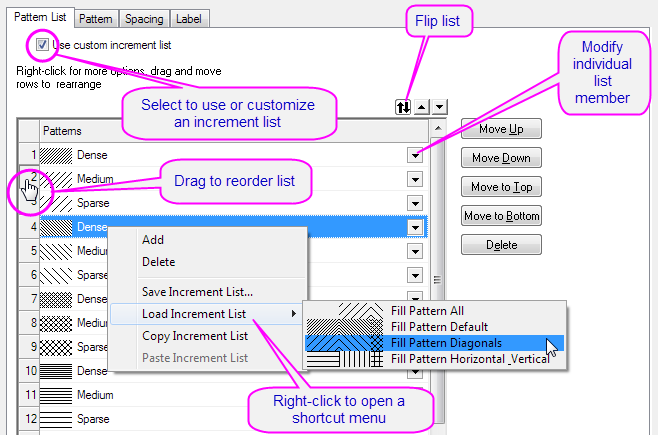 Pattern List Pattern Spacing Label
Flip list
Use custom increment list
Modify
individual
list
member
Right-click for more options, drag and move
rows to rearrange
Select to use or customize
an increment list
Patterns
Move Up
1 Dense
Move Down
2 Medium
Drag to reorder list
Move to Top
3 Sparse
Move to Bottom
4 Dense
Delete
5 Medium
6 Sparse
7 Dense
8 Medium
9 Sparse
10 Dense
11 Medium
12 Sparse
Add
Delete
Save Increment List...
Load Increment List
Copy Increment List
Paste Increment List
Fill Pattern All
Fill Pattern Default
Fill Pattern Diagonals
Fill Pattern Horizontal_Vertical
Right-click to open a
shortcut menu